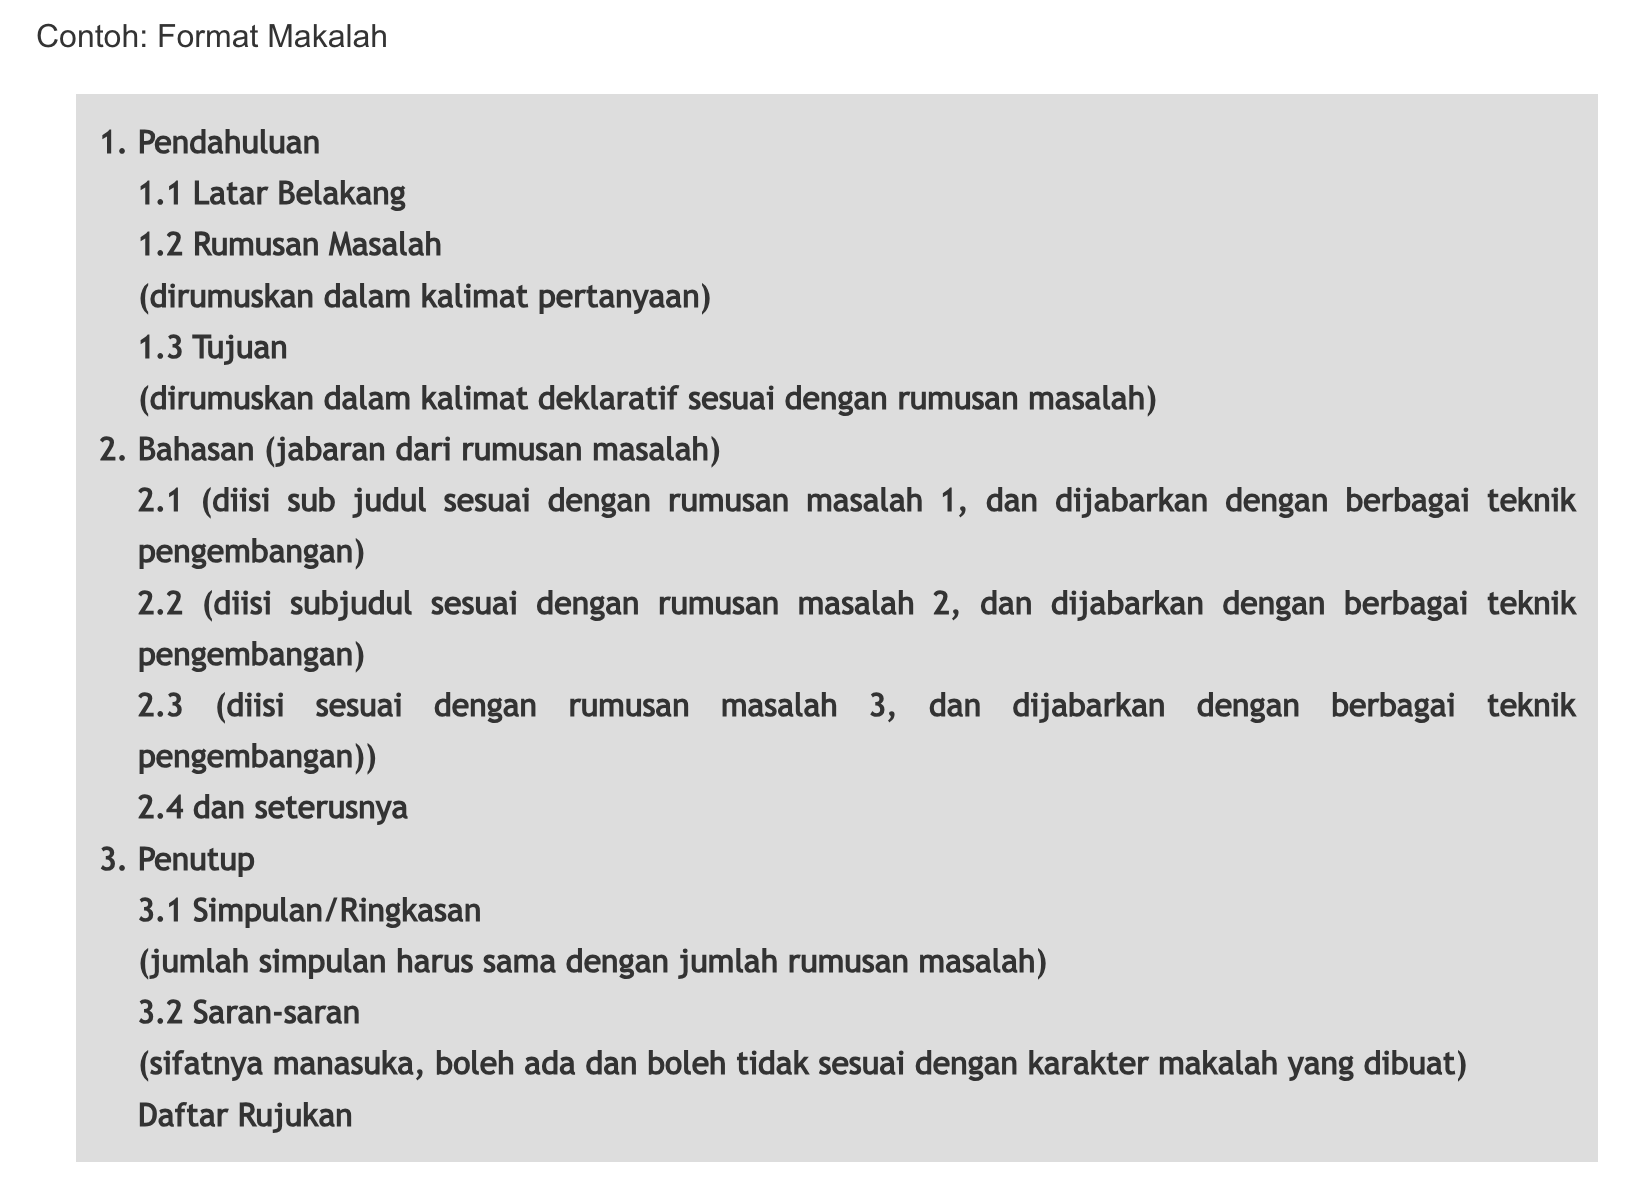 Contoh: Format Makalah
1. Pendahuluan
1.1 Latar Belakang
1.2 Rumusan Masalah
(dirumuskan dalam kalimat pertanyaan)
1.3 Tujuan
(dirumuskan dalam kalimat deklaratif sesuai dengan rumusan masalah)
2. Bahasan (jabaran dari rumusan masalah)
2.1 (diisi sub judul sesuai dengan rumusan masalah 1, dan dijabarkan dengan berbagai teknik
pengembangan)
2.2 (diisi subjudul sesuai dengan rumusan masalah 2, dan dijabarkan dengan berbagai teknik
pengembangan)
2.3 (diisi sesuai dengan rumusan masalah 3, dan dijabarkan dengan berbagai teknik
pengembangan))
2.4 dan seterusnya
3. Penutup
3.1 Simpulan/Ringkasan
(jumlah simpulan harus sama dengan jumlah rumusan masalah)
3.2 Saran-saran
(sifatnya manasuka, boleh ada dan boleh tidak sesuai dengan karakter makalah yang dibuat)
Daftar Rujukan